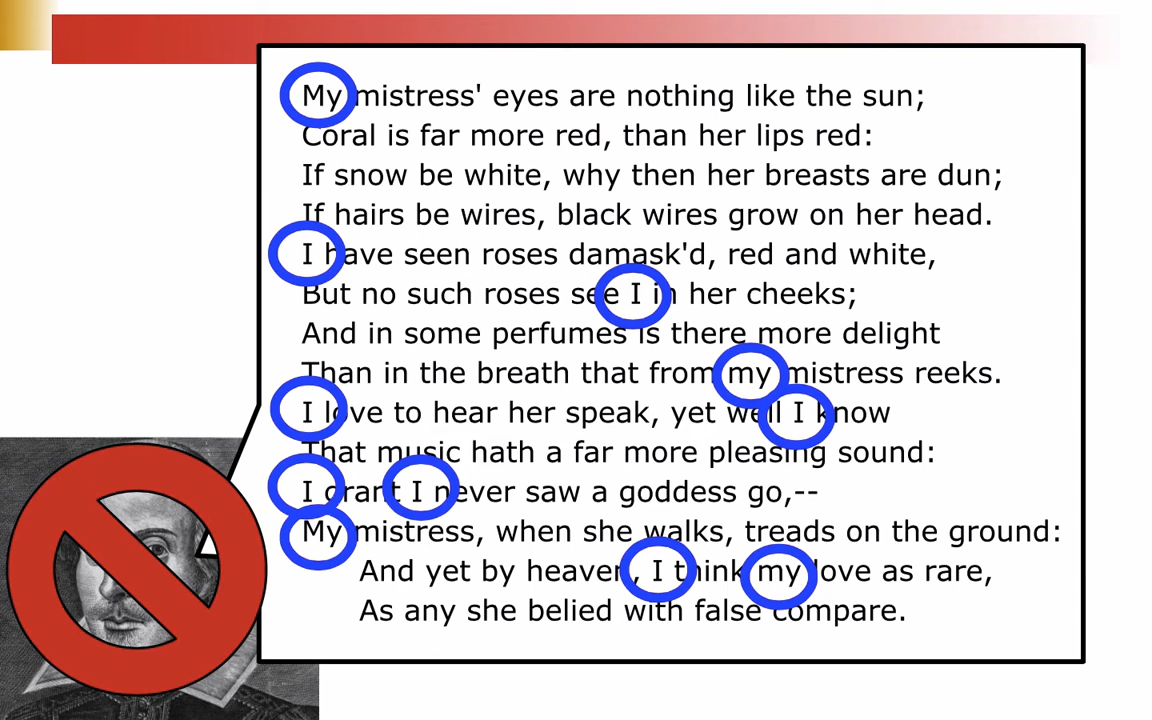 My mistress' eyes are nothing like the sun;
Coral is far more red, than her lips red:
If snow be white, why then her breasts are dun;
If hairs be wires, black wires grow on her head.
I have seen roses damask'd, red and white,
But no such roses see I in her cheeks;
And in some perfumes is there more delight
Than in the breath that from my mistress reeks.
I love to hear her speak, yet well I know
That music hath a far more pleasing sound:
I grant I never saw a goddess go,--
My mistress, when she walks, treads on the ground:
And yet by heaven, I think my love as rare,
As any she belied with false compare.